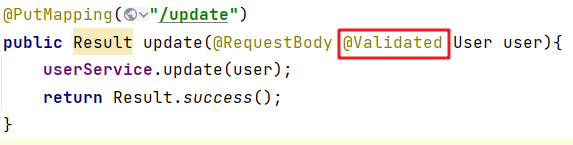 @PutMapping("/update")
public Result update(@RequestBody @Validated User user){
userService.update(user);
return Result.success();
}